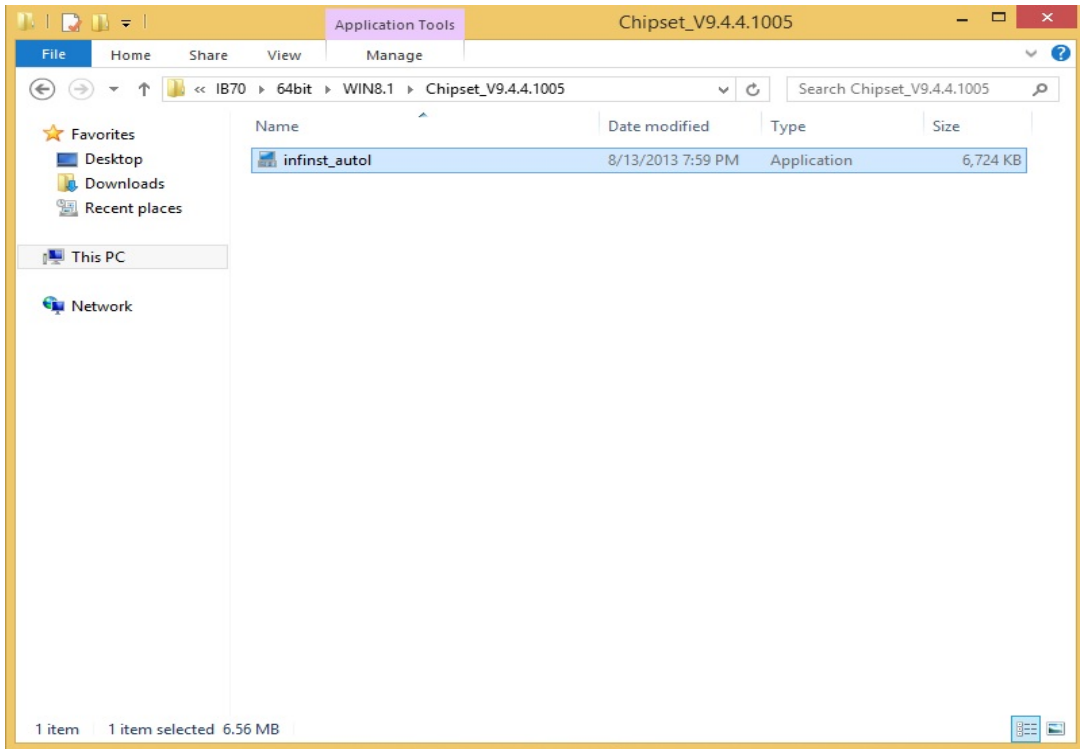 Application Tools Chipset_V9.4.4.1005
File Home Share View Manage
« IB70 64bit WIN8.1 Chipset_V9.4.4.1005 Search Chipset_V9.4.4.1005
Favorites
Desktop
Downloads
Recent places
This PC
Network
Name Date modified Type Size
infinst_autol 8/13/2013 7:59 PM Application 6,724 KB
1 item 1 item selected 6.56 MB